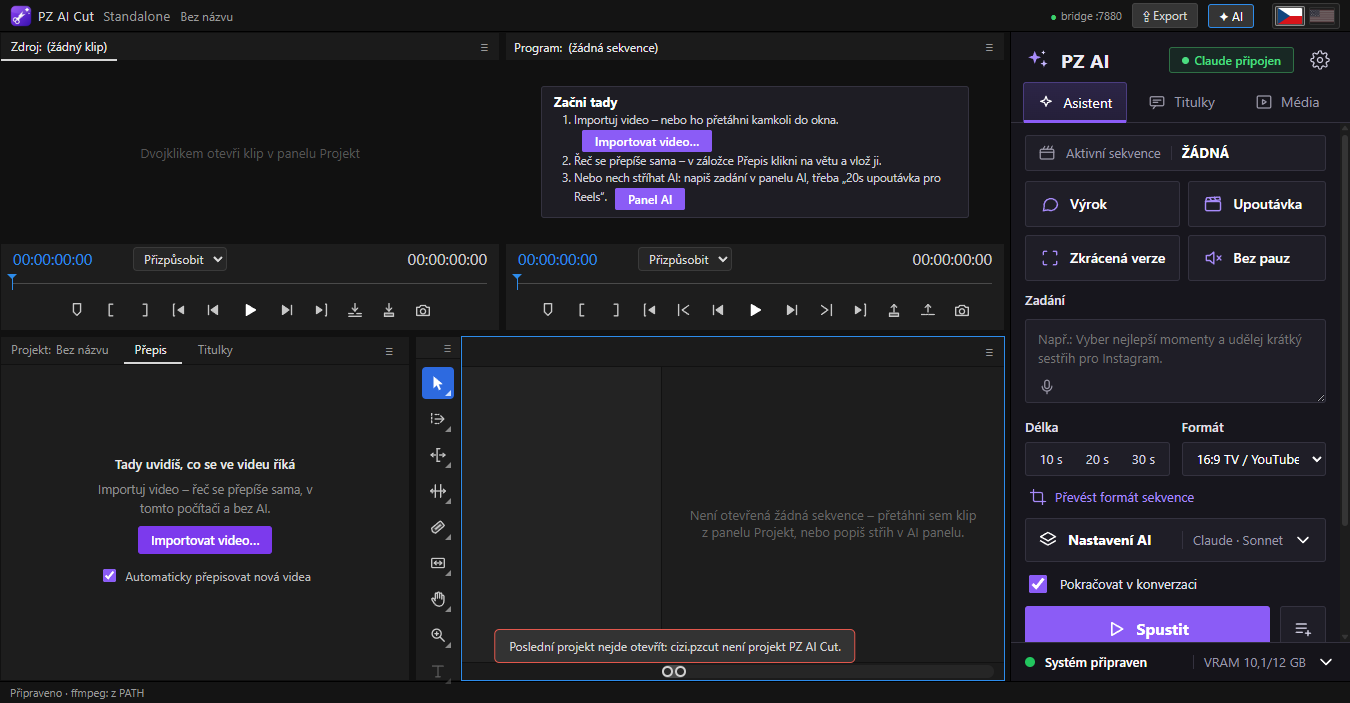 PZ AI Cut Standalone Bez názvu
bridge :7880
Export
AI
Zdroj: (žádný klip)
Dvojklikem otevři klip v panelu Projekt
00:00:00:00 Přizpůsobit 00:00:00:00
Program: (žádná sekvence)
Začni tady
1. Importuj video – nebo ho přetáhni kamkoli do okna.
Importovat video...
2. Řeč se přepíše sama – v záložce Přepis klikni na větu a vlož ji.
3. Nebo nech stříhat AI: napiš zadání v panelu AI, třeba „20s upoutávka pro
Reels“. Panel AI
00:00:00:00 Přizpůsobit 00:00:00:00
Projekt: Bez názvu Přepis Titulky
Tady uvidíš, co se ve videu říká
Importuj video – řeč se přepíše sama, v
tomto počítači a bez AI.
Importovat video...
Automaticky přepisovat nová videa
Není otevřená žádná sekvence – přetáhni sem klip
z panelu Projekt, nebo popiš střih v AI panelu.
Poslední projekt nejde otevřít: cizi.pzcut není projekt PZ AI Cut.
PZ AI
Claude připojen
Asistent Titulky Média
Aktivní sekvence ŽÁDNÁ
Výrok Upoutávka
Zkrácená verze Bez pauz
Zadání
Např.: Vyber nejlepší momenty a udělej krátký
sestřih pro Instagram.
Délka Formát
10 s 20 s 30 s 16:9 TV / YouTube
Převést formát sekvence
Nastavení AI Claude · Sonnet
Pokračovat v konverzaci
Spustit
Systém připraven VRAM 10,1/12 GB
Připraveno · ffmpeg: z PATH